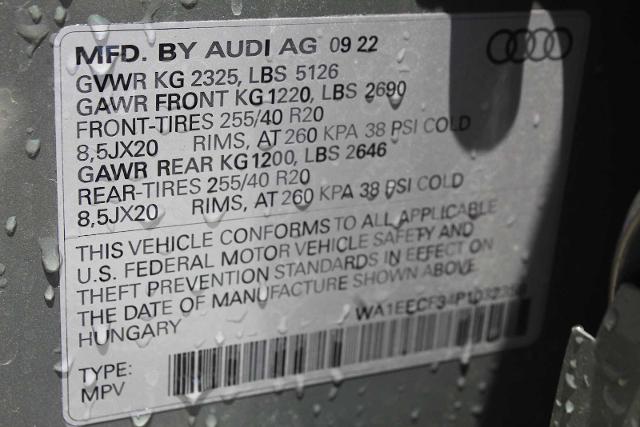 MFD. BY AUDI AG 09 22
GVWR KG 2325, LBS 5126
GAWR FRONT KG 1220, LBS 2690
FRONT-TIRES 255/40 R20
8,5JX20 RIMS, AT 260 KPA 38 PSI COLD
GAWR REAR KG 1200, LBS 2646
REAR-TIRES 255/40 R20
8,5JX20 RIMS, AT 260 KPA 38 PSI COLD
THIS VEHICLE CONFORMS TO ALL APPLICABLE
U.S. FEDERAL MOTOR VEHICLE SAFETY AND
THEFT PREVENTION STANDARDS IN EFFECT ON
THE DATE OF MANUFACTURE SHOWN ABOVE
HUNGARY
TYPE:
MPV